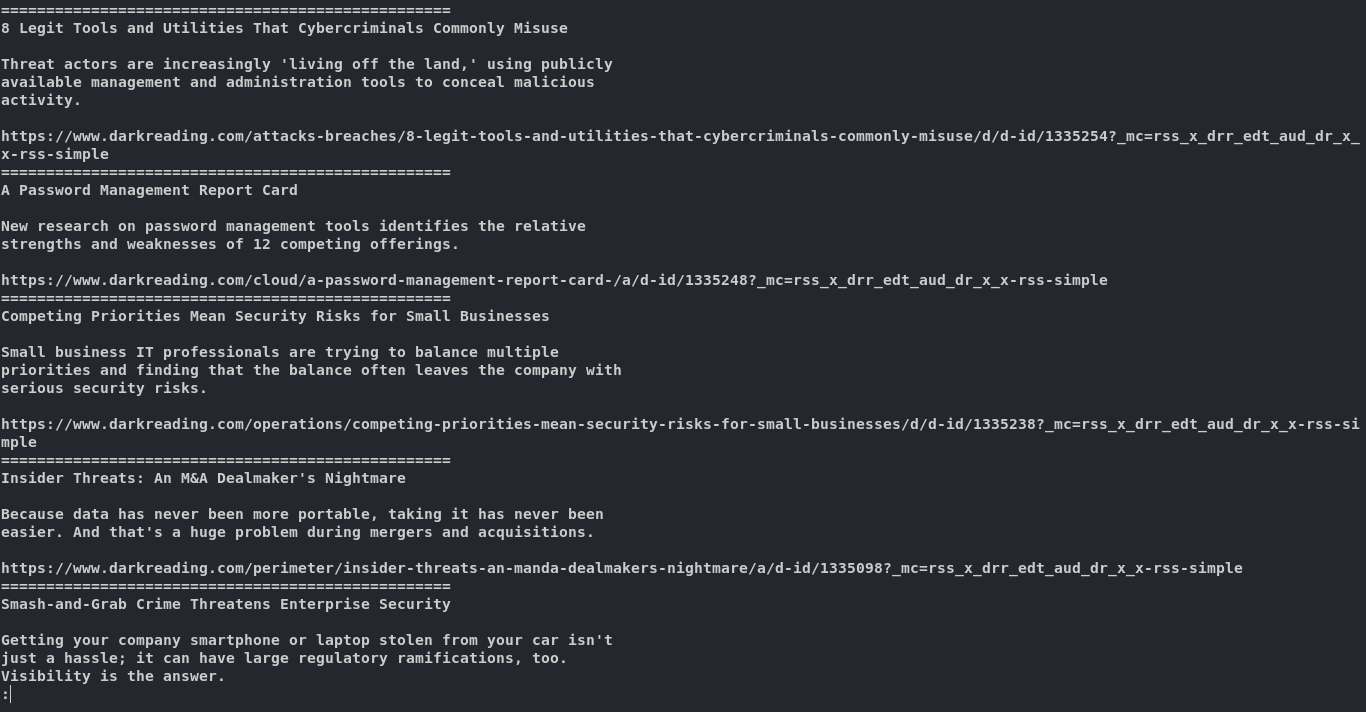 ==================================================
8 Legit Tools and Utilities That Cybercriminals Commonly Misuse
Threat actors are increasingly 'living off the land,' using publicly
available management and administration tools to conceal malicious
activity.
https://www.darkreading.com/attacks-breaches/8-legit-tools-and-utilities-that-cybercriminals-commonly-misuse/d/d-id/1335254?_mc=rss_x_drr_edt_aud_dr_x_
x-rss-simple
==================================================
A Password Management Report Card
New research on password management tools identifies the relative
strengths and weaknesses of 12 competing offerings.
https://www.darkreading.com/cloud/a-password-management-report-card-/a/d-id/1335248?_mc=rss_x_drr_edt_aud_dr_x_x-rss-simple
==================================================
Competing Priorities Mean Security Risks for Small Businesses
Small business IT professionals are trying to balance multiple
priorities and finding that the balance often leaves the company with
serious security risks.
https://www.darkreading.com/operations/competing-priorities-mean-security-risks-for-small-businesses/d/d-id/1335238?_mc=rss_x_drr_edt_aud_dr_x_x-rss-si
mple
==================================================
Insider Threats: An M&A Dealmaker's Nightmare
Because data has never been more portable, taking it has never been
easier. And that's a huge problem during mergers and acquisitions.
https://www.darkreading.com/perimeter/insider-threats-an-manda-dealmakers-nightmare/a/d-id/1335098?_mc=rss_x_drr_edt_aud_dr_x_x-rss-simple
==================================================
Smash-and-Grab Crime Threatens Enterprise Security
Getting your company smartphone or laptop stolen from your car isn't
just a hassle; it can have large regulatory ramifications, too.
Visibility is the answer.
: